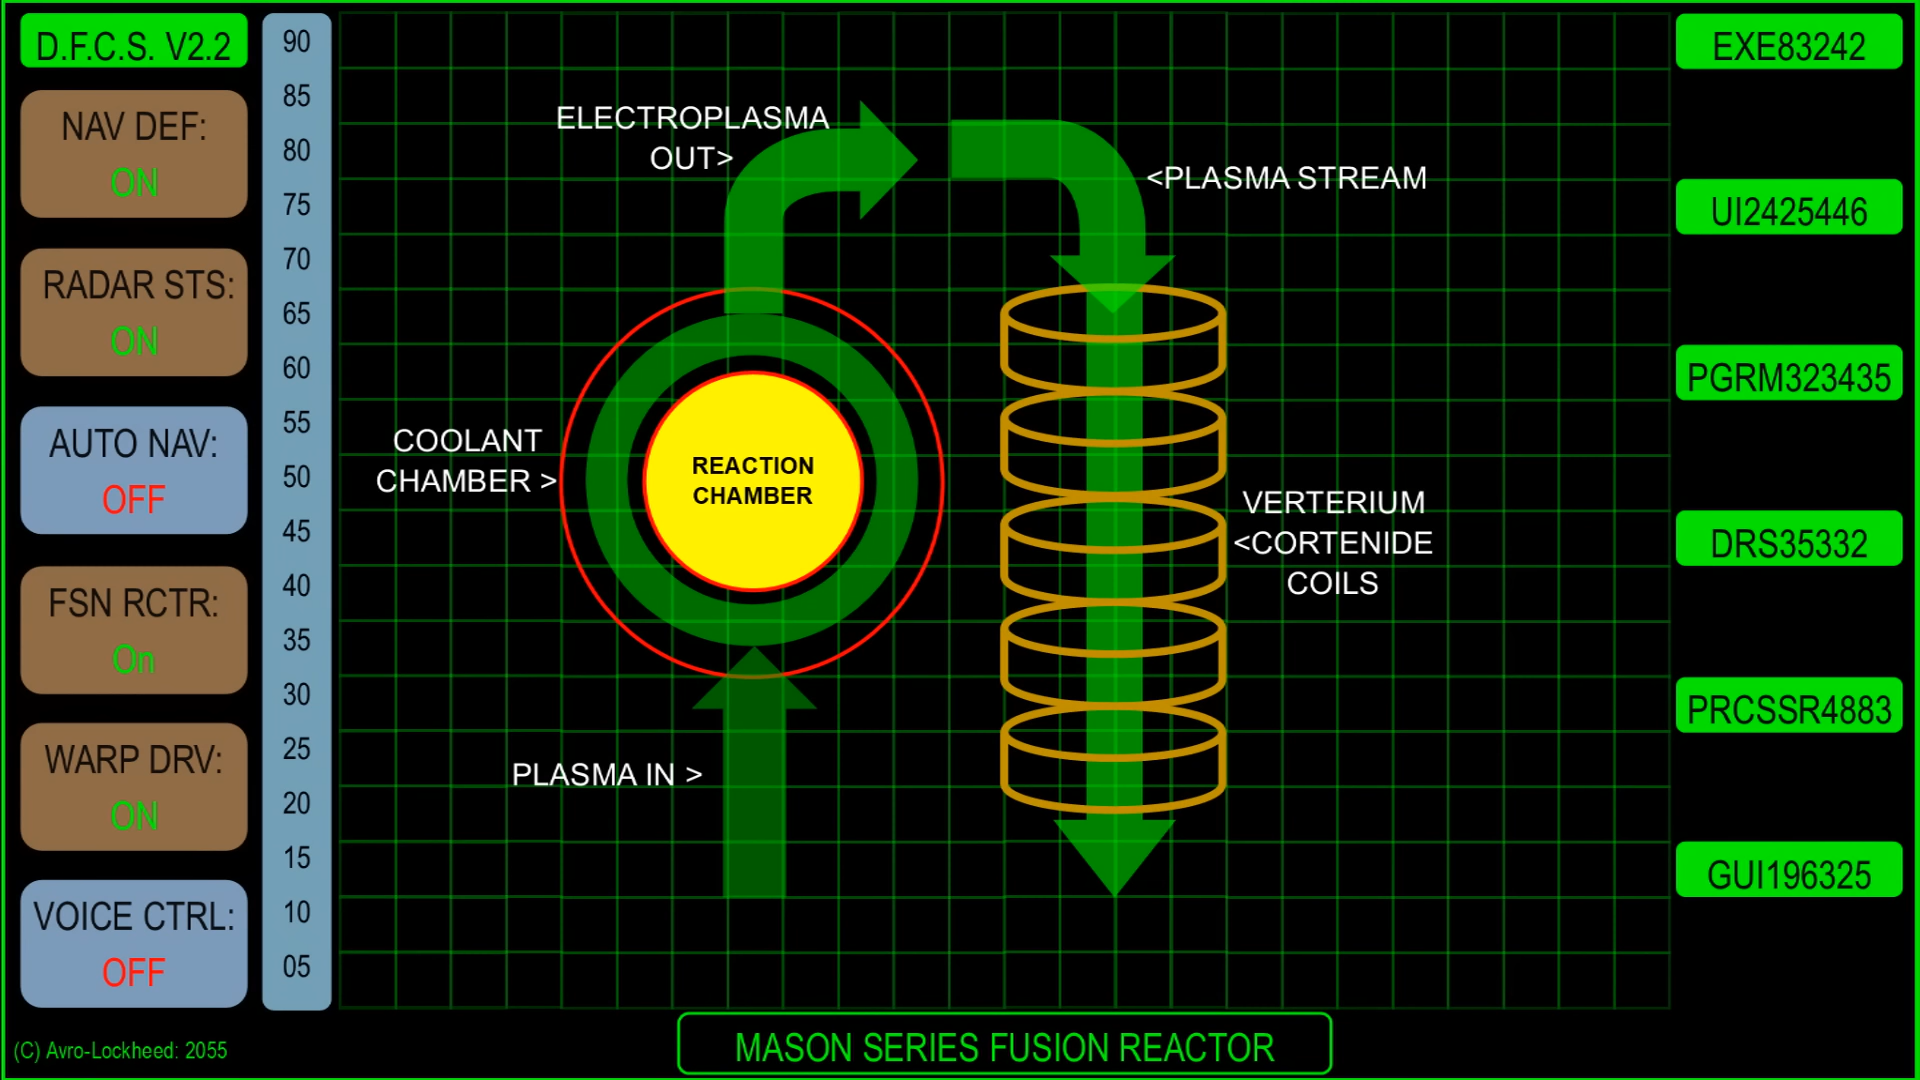 D.F.C.S. V2.2
NAV DEF:
ON
RADAR STS:
ON
AUTO NAV:
OFF
FSN RCTR:
On
WARP DRV:
ON
VOICE CTRL:
OFF
(C) Avro-Lockheed: 2055
90
85
80
75
70
65
60
55
50
45
40
35
30
25
20
15
10
05
ELECTROPLASMA
OUT>
<PLASMA STREAM
COOLANT
CHAMBER >
REACTION
CHAMBER
VERTERIUM
<CORTENIDE
COILS
PLASMA IN >
MASON SERIES FUSION REACTOR
EXE83242
UI2425446
PGRM323435
DRS35332
PRCSSR4883
GUI196325